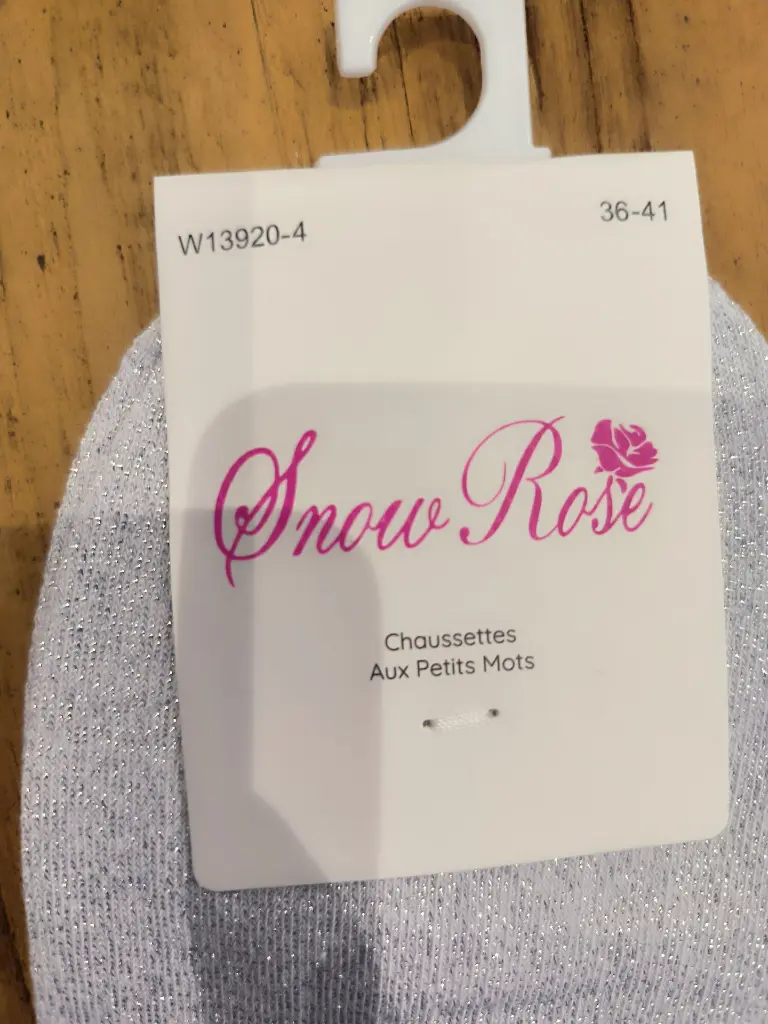 W13920-4
36-41
Snow Rose
Chaussettes
Aux Petits Mots